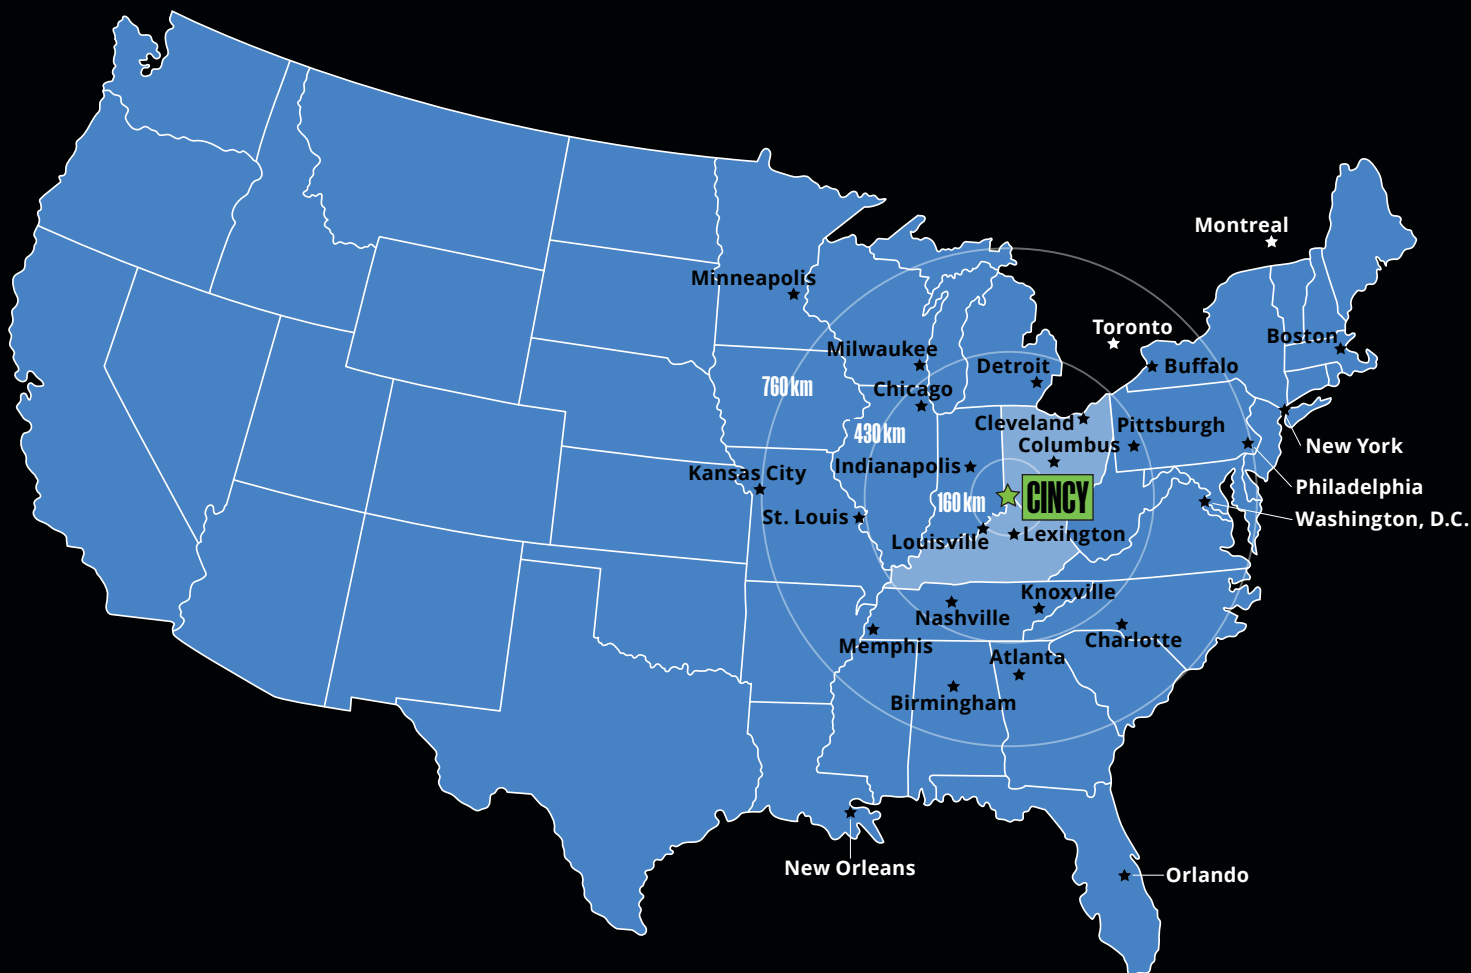 Montreal
Minneapolis
Toronto
Boston
Milwaukee
Detroit
Buffalo
760 km
Chicago
430 km
Cleveland
Pittsburgh
Columbus
New York
Indianapolis
Kansas City
Philadelphia
160 km
CINCY
St. Louis
Washington, D.C.
Louisville
Lexington
Knoxville
Nashville
Charlotte
Memphis
Atlanta
Birmingham
New Orleans
Orlando